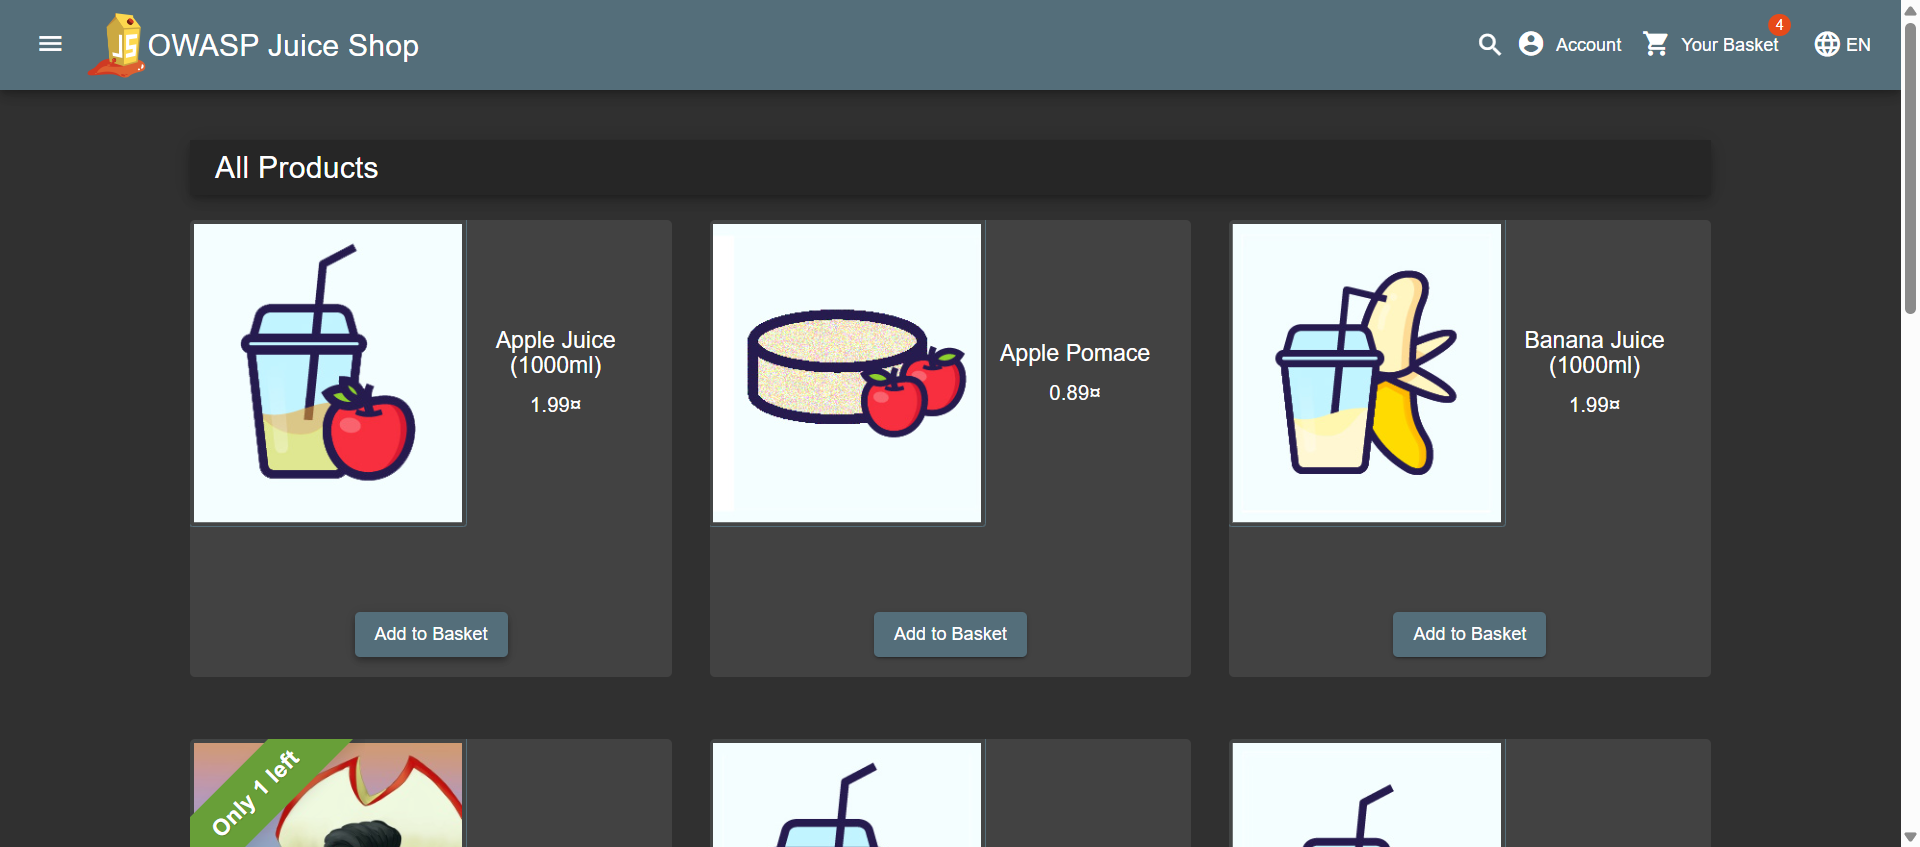 JS
OWASP Juice Shop
Account
Your Basket
4
EN
All Products
Apple Juice
(1000ml)
1.99¤
Add to Basket
Apple Pomace
0.89¤
Add to Basket
Banana Juice
(1000ml)
1.99¤
Add to Basket
Only 1 left